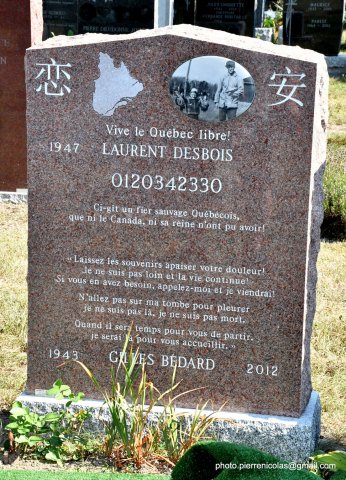 恋 安
Vive le Québec libre!
1947 LAURENT DESBOIS
0120342330
Ci-gît un fier sauvage Québécois,
que ni le Canada, ni sa reine n'ont pu avoir!
" Laissez les souvenirs apaiser votre douleur!
Je ne suis pas loin et la vie continue!
Si vous en avez besoin, appelez-moi et je viendrai!
N'allez pas sur ma tombe pour pleurer
je ne suis pas là, je ne suis pas mort.
Quand il sera temps pour vous de partir,
je serai là pour vous accueillir. "
1943 GILLES BÉDARD 2012
photo.pierrenicolas@gmail